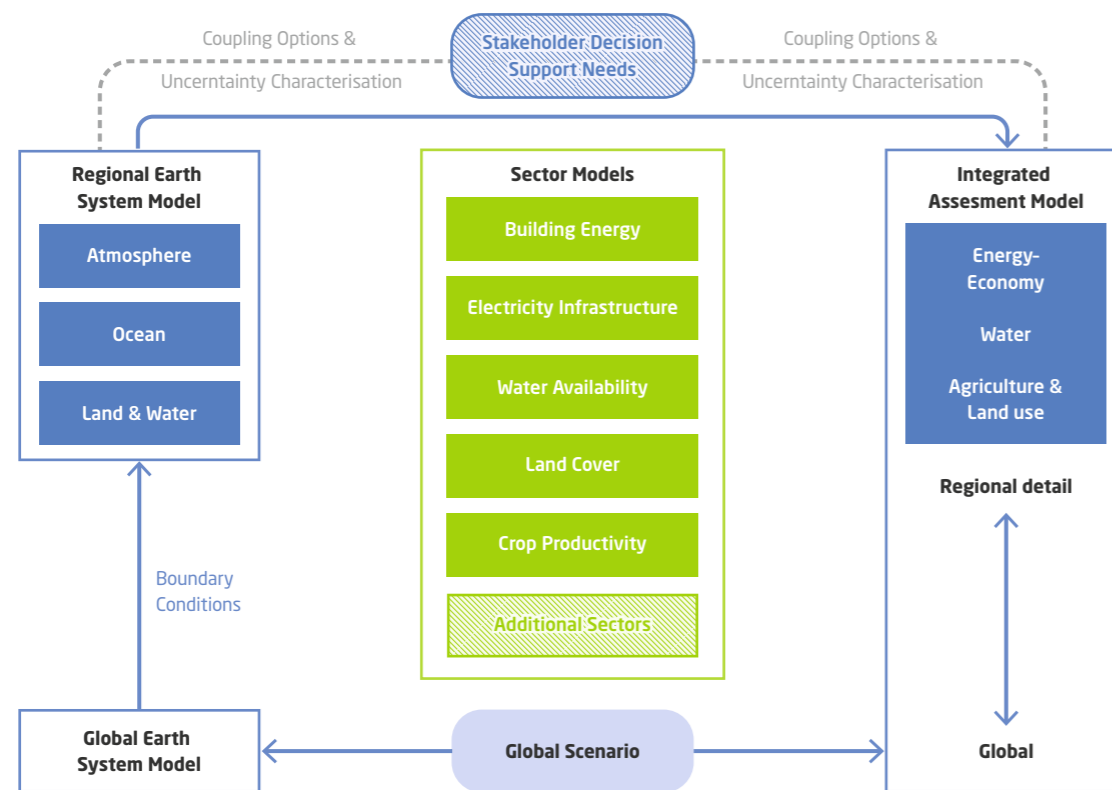 Coupling Options &
Uncerntainty Characterisation
Stakeholder Decision
Support Needs
Coupling Options &
Uncerntainty Characterisation
Regional Earth
System Model
Atmosphere
Ocean
Land & Water
Sector Models
Building Energy
Electricity Infrastructure
Water Availability
Land Cover
Crop Productivity
Additional Sectors
Integrated
Assesment Model
Energy–
Economy
Water
Agriculture &
Land use
Regional detail
Global
Boundary
Conditions
Global Earth
System Model
Global Scenario